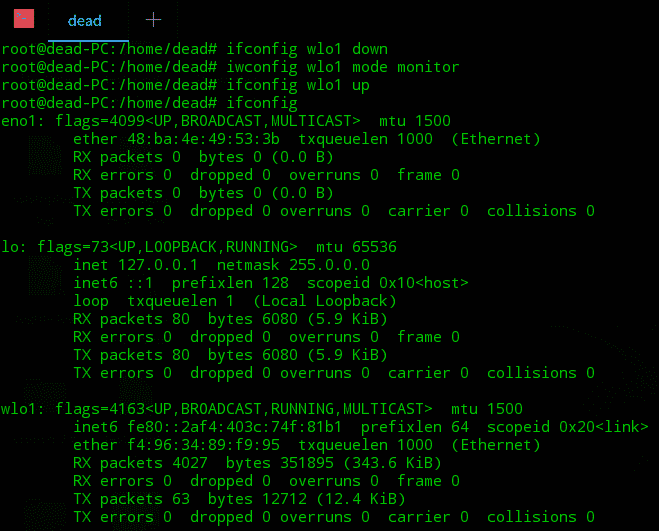 dead
root@dead-PC:/home/dead# ifconfig wlo1 down
root@dead-PC:/home/dead# iwconfig wlo1 mode monitor
root@dead-PC:/home/dead# ifconfig wlo1 up
root@dead-PC:/home/dead# ifconfig
eno1: flags=4099<UP,BROADCAST,MULTICAST>  mtu 1500
        ether 48:ba:4e:49:53:3b  txqueuelen 1000  (Ethernet)
        RX packets 0  bytes 0 (0.0 B)
        RX errors 0  dropped 0  overruns 0  frame 0
        TX packets 0  bytes 0 (0.0 B)
        TX errors 0  dropped 0 overruns 0  carrier 0  collisions 0

lo: flags=73<UP,LOOPBACK,RUNNING>  mtu 65536
        inet 127.0.0.1  netmask 255.0.0.0
        inet6 ::1  prefixlen 128  scopeid 0x10<host>
        loop  txqueuelen 1  (Local Loopback)
        RX packets 80  bytes 6080 (5.9 KiB)
        RX errors 0  dropped 0  overruns 0  frame 0
        TX packets 80  bytes 6080 (5.9 KiB)
        TX errors 0  dropped 0 overruns 0  carrier 0  collisions 0

wlo1: flags=4163<UP,BROADCAST,RUNNING,MULTICAST>  mtu 1500
        inet6 fe80::2af4:403c:74f:81b1  prefixlen 64  scopeid 0x20<link>
        ether f4:96:34:89:f9:95  txqueuelen 1000  (Ethernet)
        RX packets 4027  bytes 351895 (343.6 KiB)
        RX errors 0  dropped 0  overruns 0  frame 0
        TX packets 63  bytes 12712 (12.4 KiB)
        TX errors 0  dropped 0 overruns 0  carrier 0  collisions 0